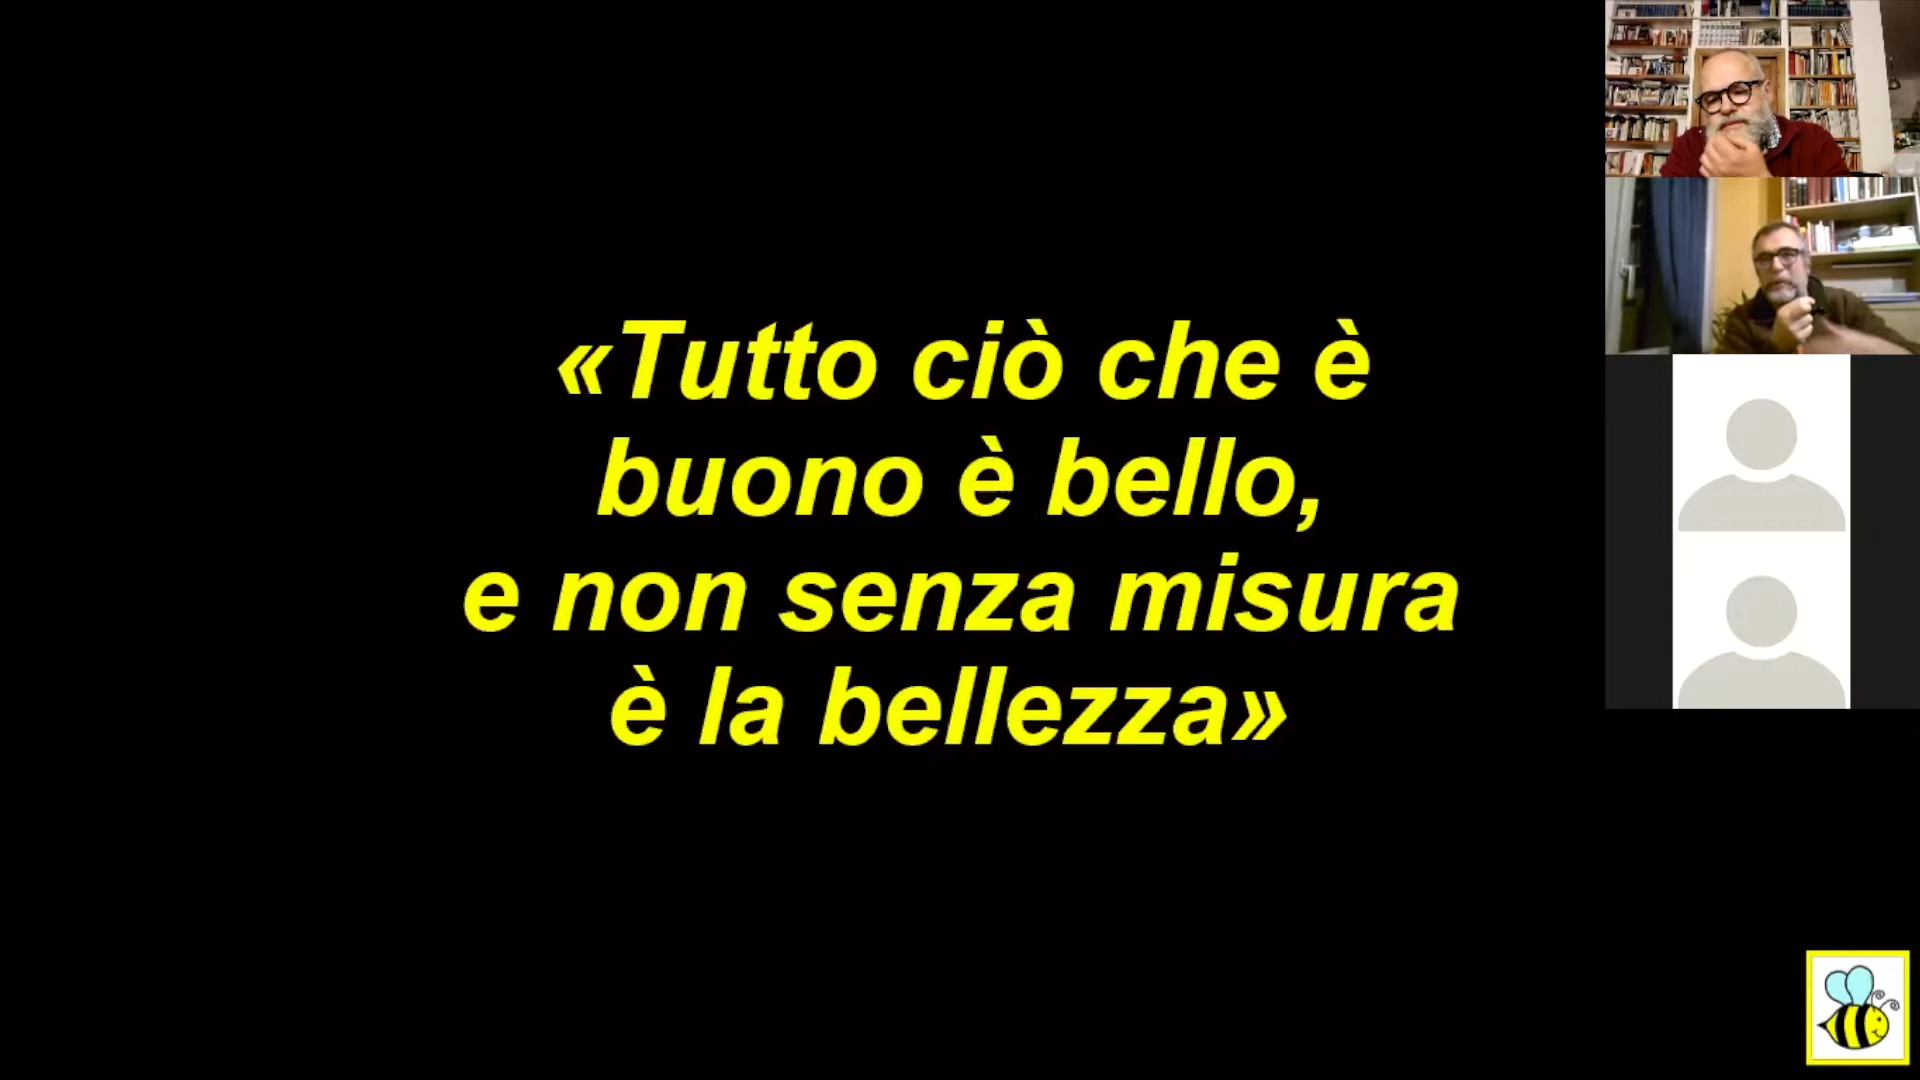 «Tutto ciò che è
buono è bello,
e non senza misura
è la bellezza»